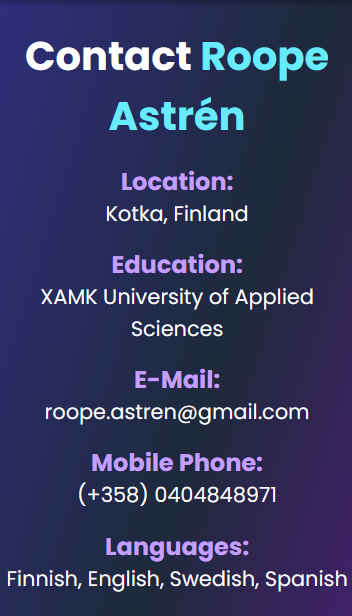 Contact Roope
Astrén
Location:
Kotka, Finland
Education:
XAMK University of Applied
Sciences
E-Mail:
roope.astren@gmail.com
Mobile Phone:
(+358) 0404848971
Languages:
Finnish, English, Swedish, Spanish